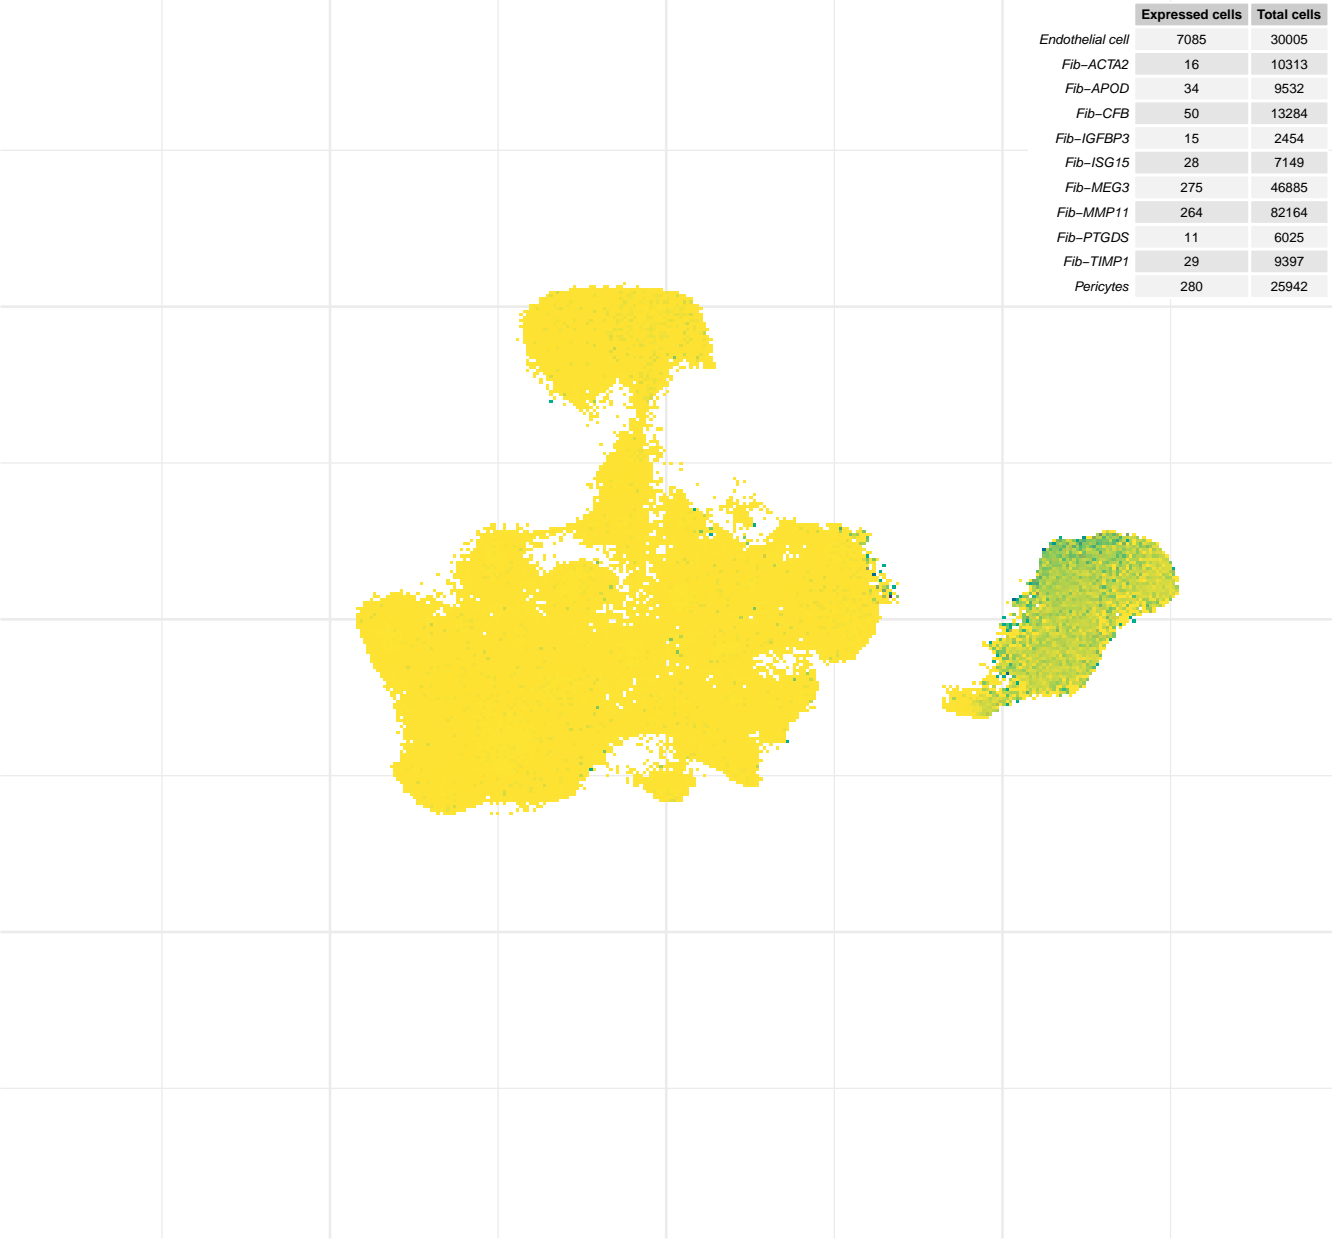 Expressed cells Total cells
Endothelial cell 7085 30005
Fib−ACTA2 16 10313
Fib−APOD 34 9532
Fib−CFB 50 13284
Fib−IGFBP3 15 2454
Fib−ISG15 28 7149
Fib−MEG3 275 46885
Fib−MMP11 264 82164
Fib−PTGDS 11 6025
Fib−TIMP1 29 9397
Pericytes 280 25942